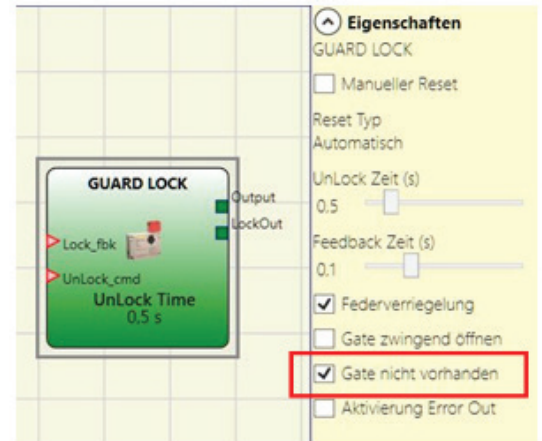 Eigenschaften
GUARD LOCK
Manueller Reset
Reset Typ
Automatisch
UnLock Zeit (s)
0.5
Feedback Zeit (s)
0.1
Federverriegelung
Gate zwingend öffnen
Gate nicht vorhanden
Aktivierung Error Out
GUARD LOCK
Output
LockOut
Lock_fbk
UnLock_cmd
UnLock Time
0,5 s